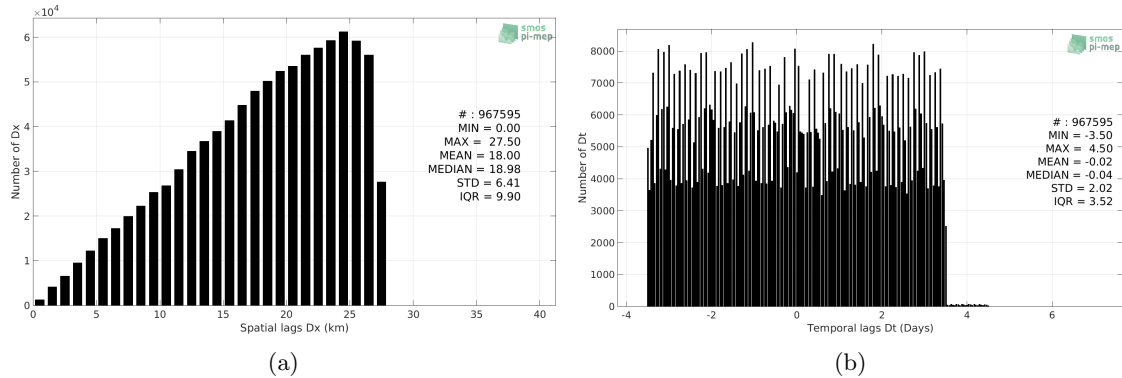 ×10⁴
6
5
4
3
2
1
0
Number of Dx
0 5 10 15 20 25 30 35 40
Spatial lags Dx (km)
smos
pi-mep
# : 967595
MIN = 0.00
MAX = 27.50
MEAN = 18.00
MEDIAN = 18.98
STD = 6.41
IQR = 9.90
(a)
8000
7000
6000
5000
4000
3000
2000
1000
0
Number of Dt
-4 -2 0 2 4 6
Temporal lags Dt (Days)
smos
pi-mep
# : 967595
MIN = -3.50
MAX = 4.50
MEAN = -0.02
MEDIAN = -0.04
STD = 2.02
IQR = 3.52
(b)